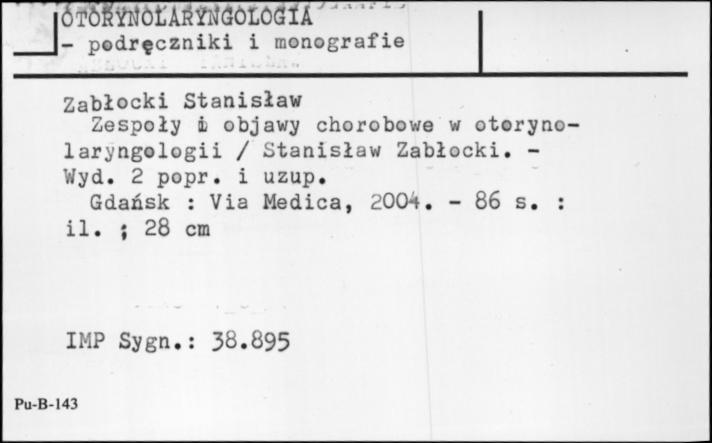 OTORYNOLARYNGOLOGIA
- podręczniki i monografie
Zabłocki Stanisław
Zespoły i objawy chorobowe w otoryno-
laryngologii / Stanisław Zabłocki. -
Wyd. 2 popr. i uzup.
Gdańsk : Via Medica, 2004. - 86 s. :
il. ; 28 cm
IMP Sygn.: 38.895
Pu-B-143